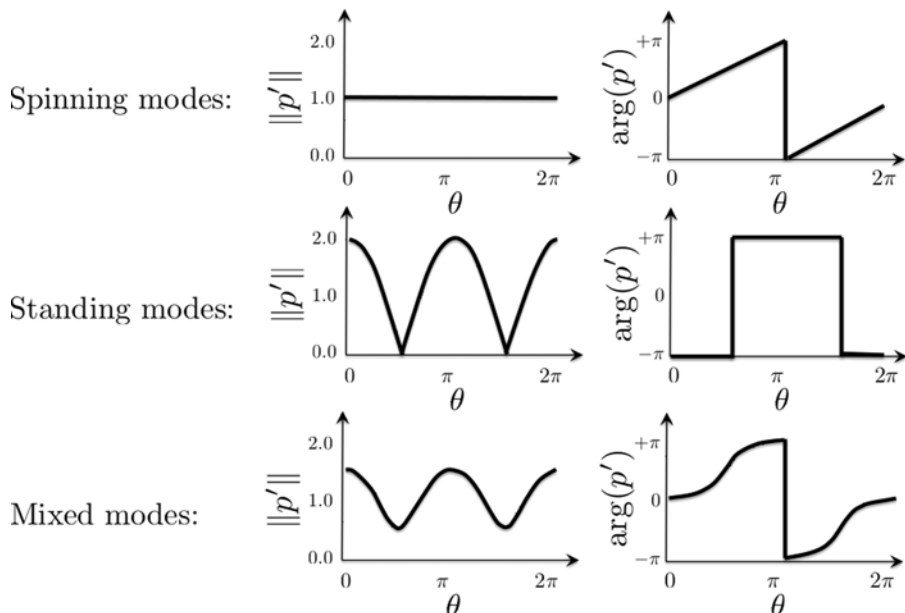 Spinning modes:
||p′||
2.0
1.0
0.0
0 π 2π
θ
arg(p′)
+π
0
−π
0 π 2π
θ
Standing modes:
||p′||
2.0
1.0
0.0
0 π 2π
θ
arg(p′)
+π
0
−π
0 π 2π
θ
Mixed modes:
||p′||
2.0
1.0
0.0
0 π 2π
θ
arg(p′)
+π
0
−π
0 π 2π
θ